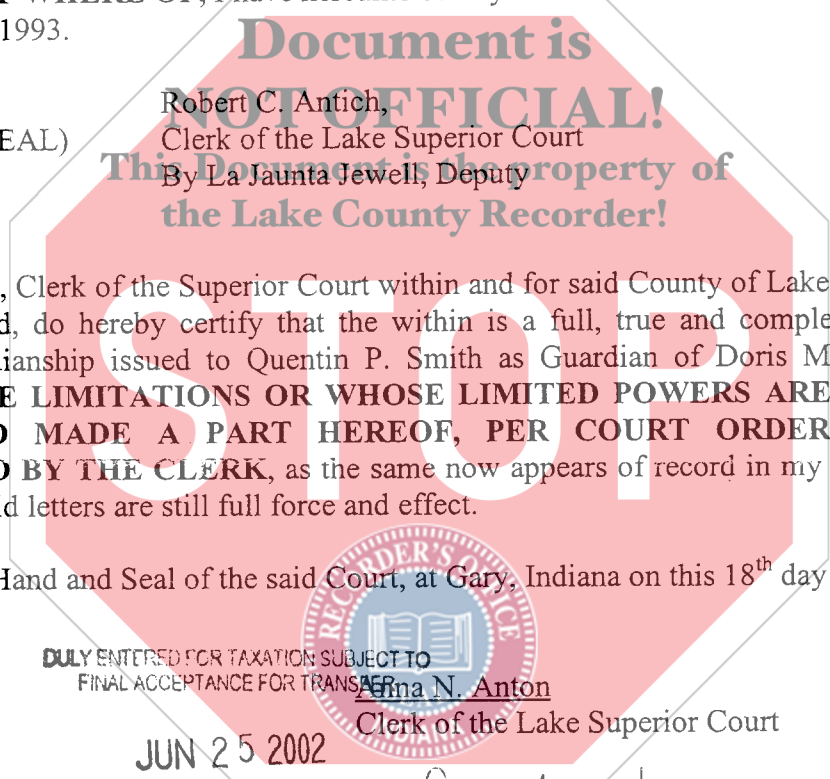 WHERE OF, I have
1993.
Document is
NOT OFFICIAL!
This Document is the property of
the Lake County Recorder!
Robert C. Antich,
EAL) Clerk of the Lake Superior Court
By La Jaunta Jewell, Deputy
, Clerk of the Superior Court within and for said County of Lake
d, do hereby certify that the within is a full, true and comple
ianship issued to Quentin P. Smith as Guardian of Doris M
E LIMITATIONS OR WHOSE LIMITED POWERS ARE
O MADE A PART HEREOF, PER COURT ORDER
O BY THE CLERK, as the same now appears of record in my
d letters are still full force and effect.
STOP
Hand and Seal of the said Court, at Gary, Indiana on this 18th day
RECORDER'S OFFICE
INDIANA
DULY ENTERED FOR TAXATION SUBJECT TO
FINAL ACCEPTANCE FOR TRANSFER
Anna N. Anton
Clerk of the Lake Superior Court
JUN 25 2002